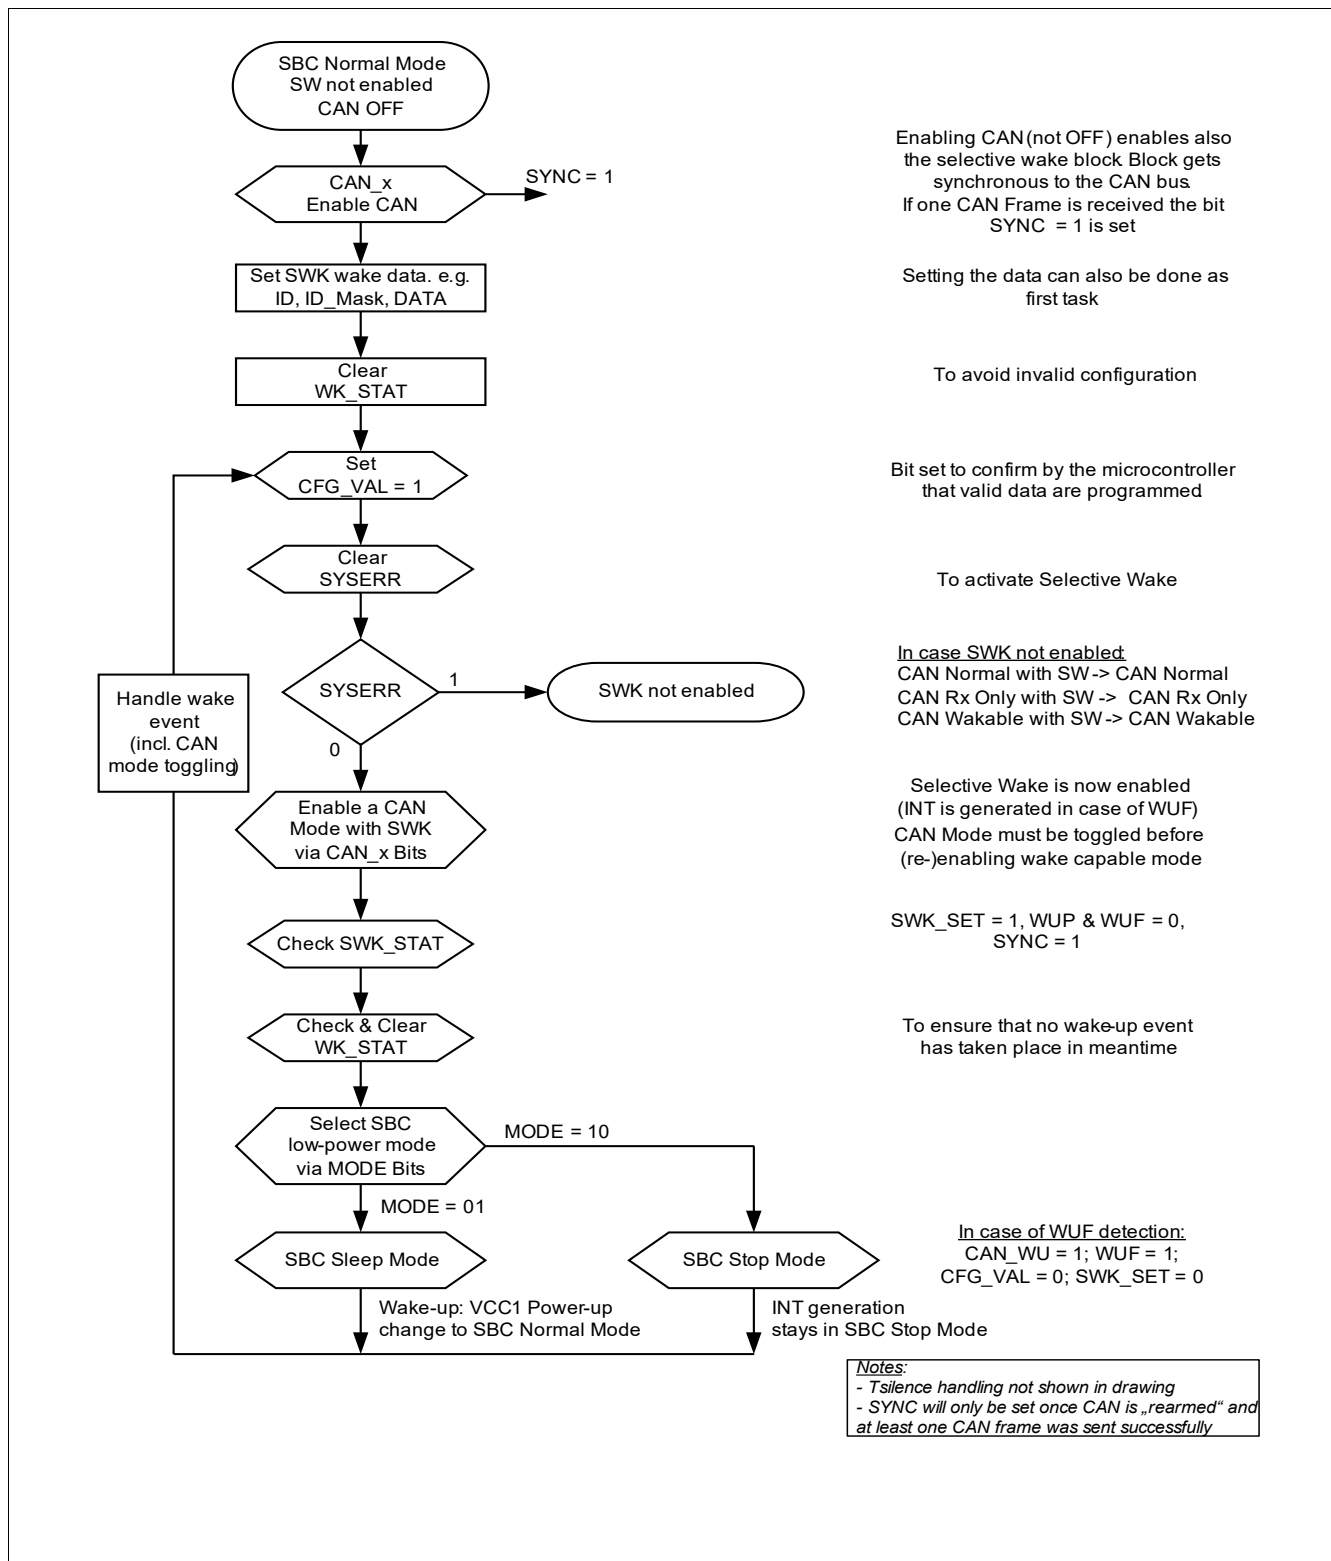 SBC Normal Mode
SW not enabled
CAN OFF
Enabling CAN (not OFF) enables also
the selective wake block. Block gets
synchronous to the CAN bus.
If one CAN Frame is received the bit
SYNC = 1 is set
CAN_x
Enable CAN
SYNC = 1
Set SWK wake data. e.g.
ID, ID_Mask, DATA
Setting the data can also be done as
first task
Clear
WK_STAT
To avoid invalid configuration
Set
CFG_VAL = 1
Bit set to confirm by the microcontroller
that valid data are programmed.
Clear
SYSERR
To activate Selective Wake
SYSERR
1
0
SWK not enabled
In case SWK not enabled:
CAN Normal with SW -> CAN Normal
CAN Rx Only with SW -> CAN Rx Only
CAN Wakable with SW -> CAN Wakable
Handle wake
event
(incl. CAN
mode toggling)
Enable a CAN
Mode with SWK
via CAN_x Bits
Selective Wake is now enabled
(INT is generated in case of WUF)
CAN Mode must be toggled before
(re-)enabling wake capable mode
Check SWK_STAT
SWK_SET = 1, WUP & WUF = 0,
SYNC = 1
Check & Clear
WK_STAT
To ensure that no wake-up event
has taken place in meantime
Select SBC
low-power mode
via MODE Bits
MODE = 10
MODE = 01
SBC Sleep Mode
SBC Stop Mode
In case of WUF detection:
CAN_WU = 1; WUF = 1;
CFG_VAL = 0; SWK_SET = 0
Wake-up: VCC1 Power-up
change to SBC Normal Mode
INT generation
stays in SBC Stop Mode
Notes:
- Tsilence handling not shown in drawing
- SYNC will only be set once CAN is „rearmed“ and
at least one CAN frame was sent successfully